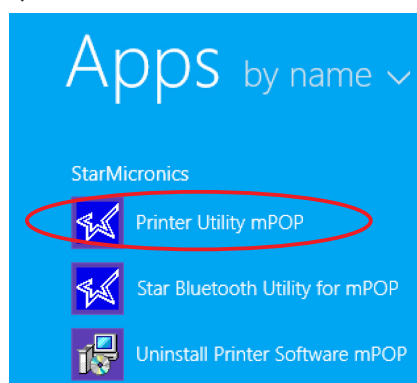 Apps by name
StarMicronics
Printer Utility mPOP
Star Bluetooth Utility for mPOP
Uninstall Printer Software mPOP